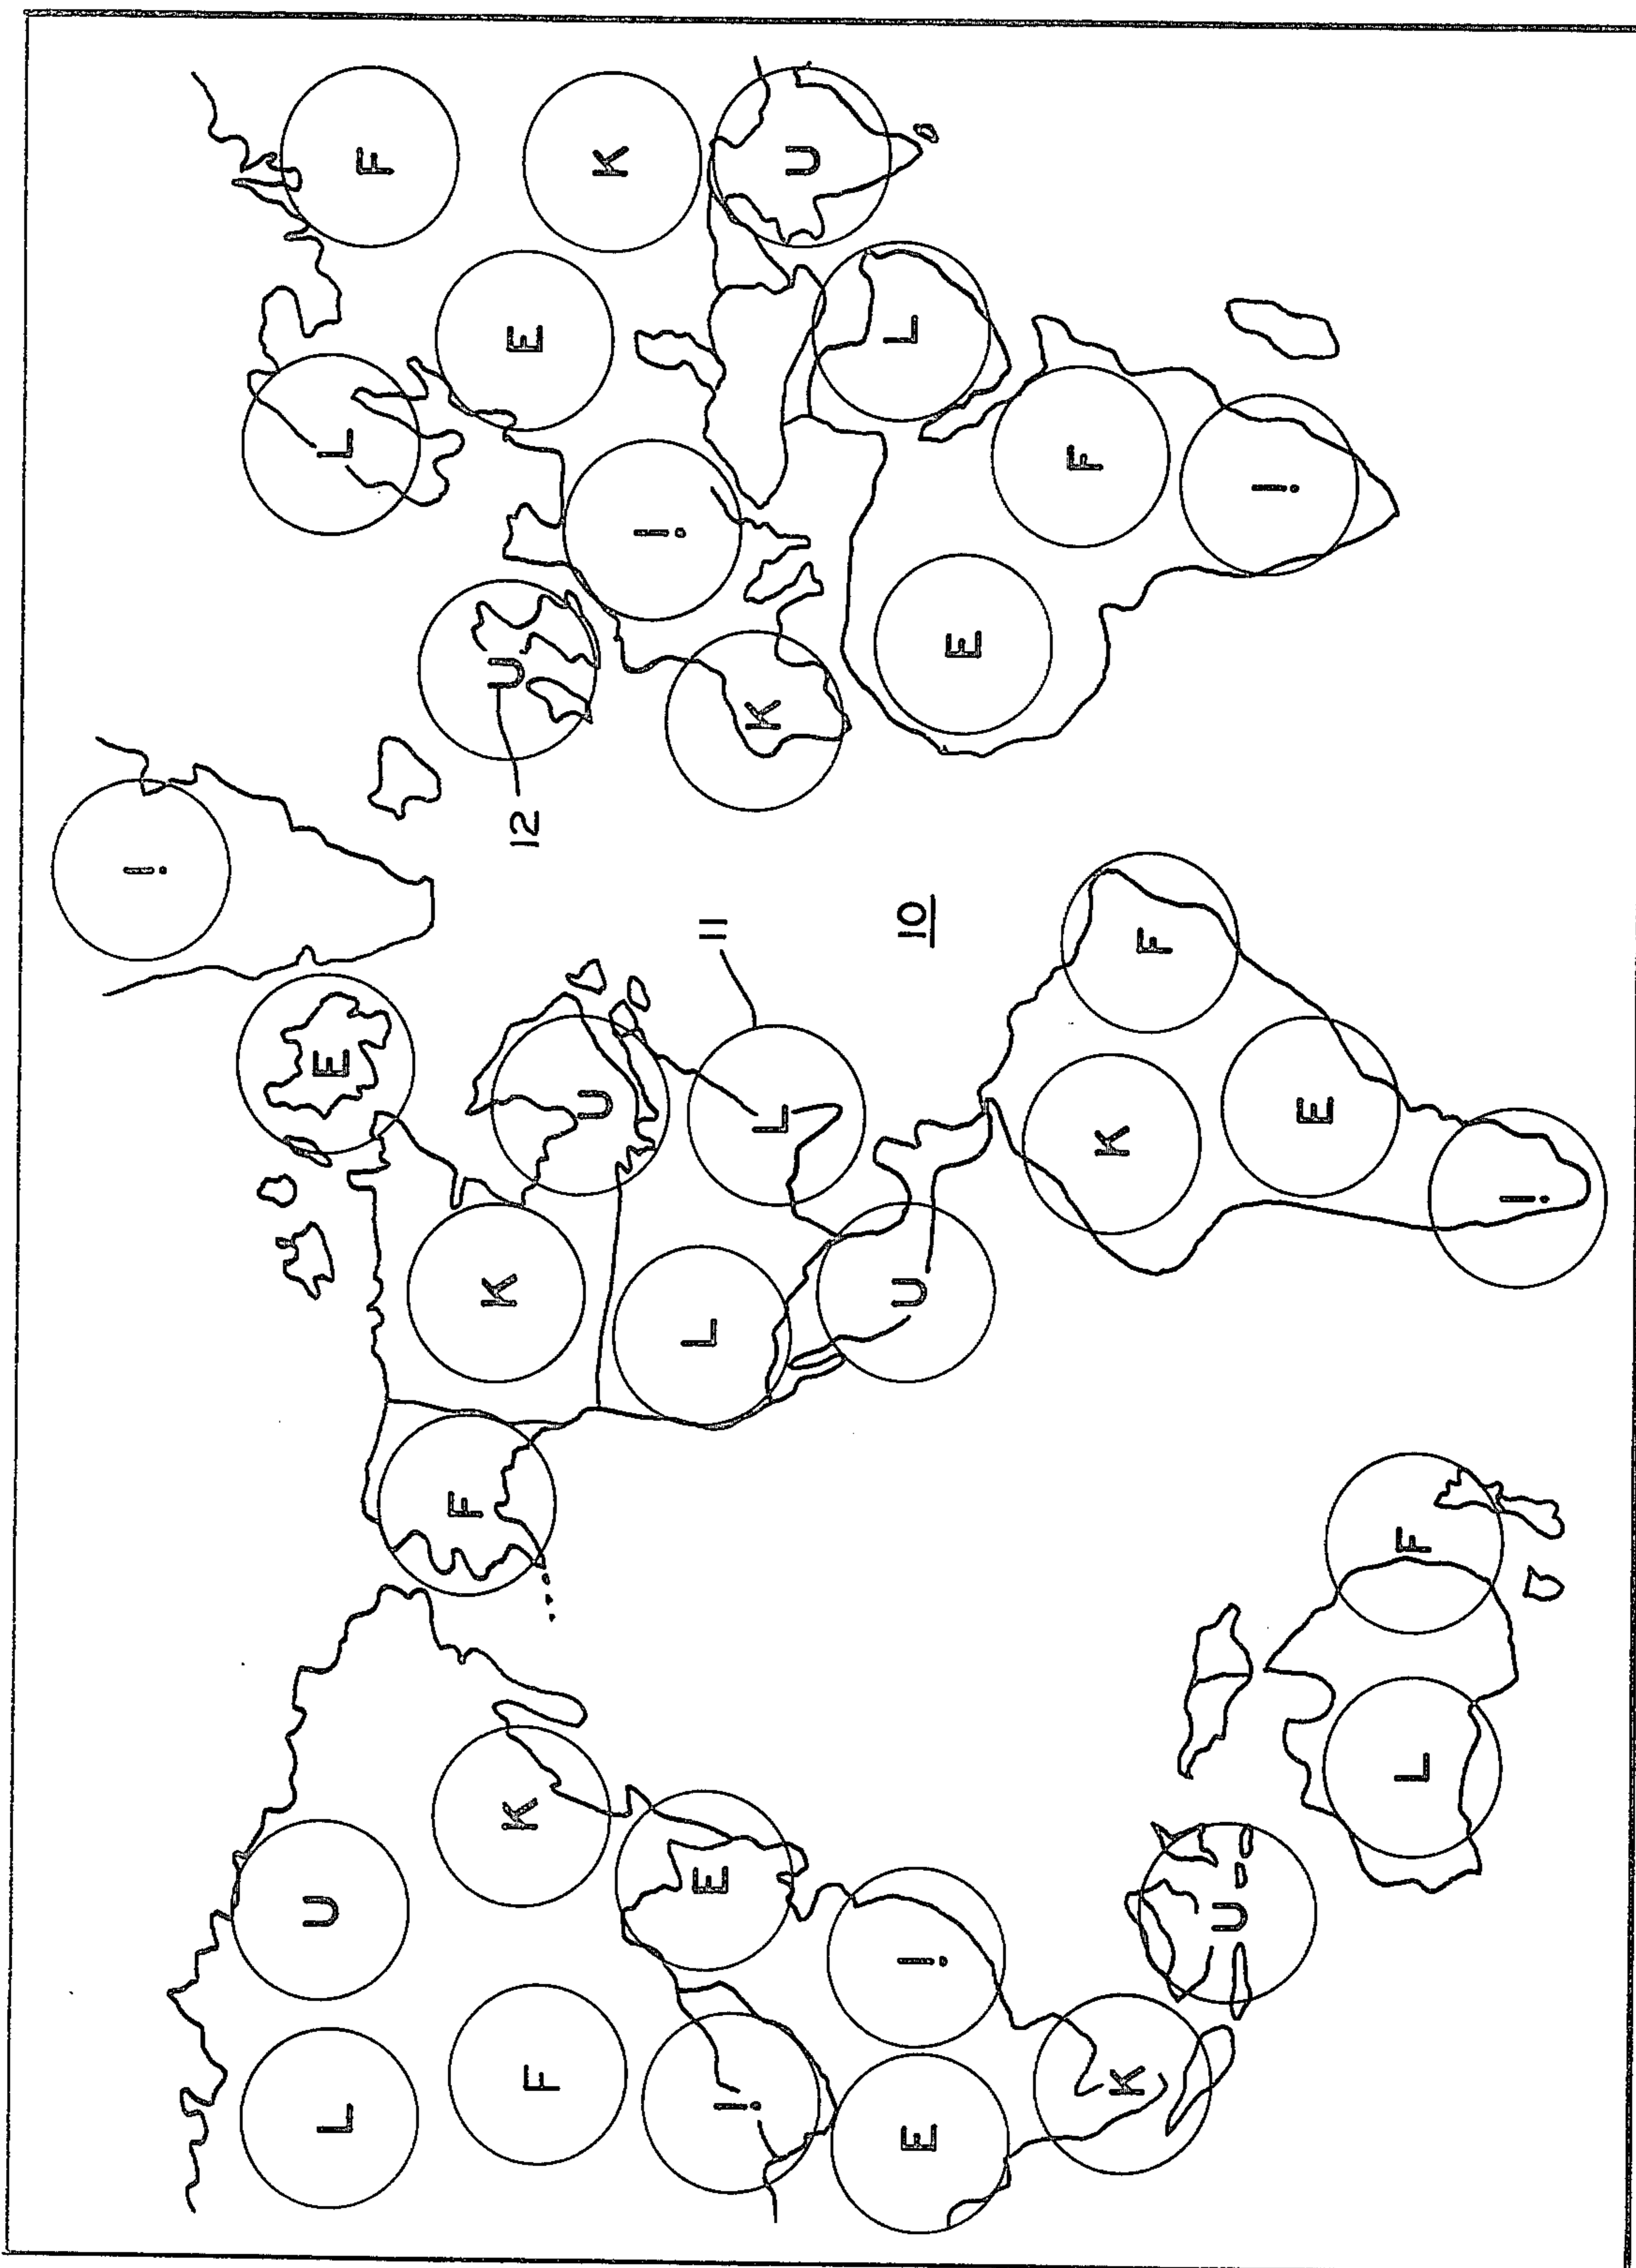 !
L U E L F
F K F K 12 U E
U ! K
! E L 11
L K U
E ! U 10 E L
K K F F
U E !
L F !